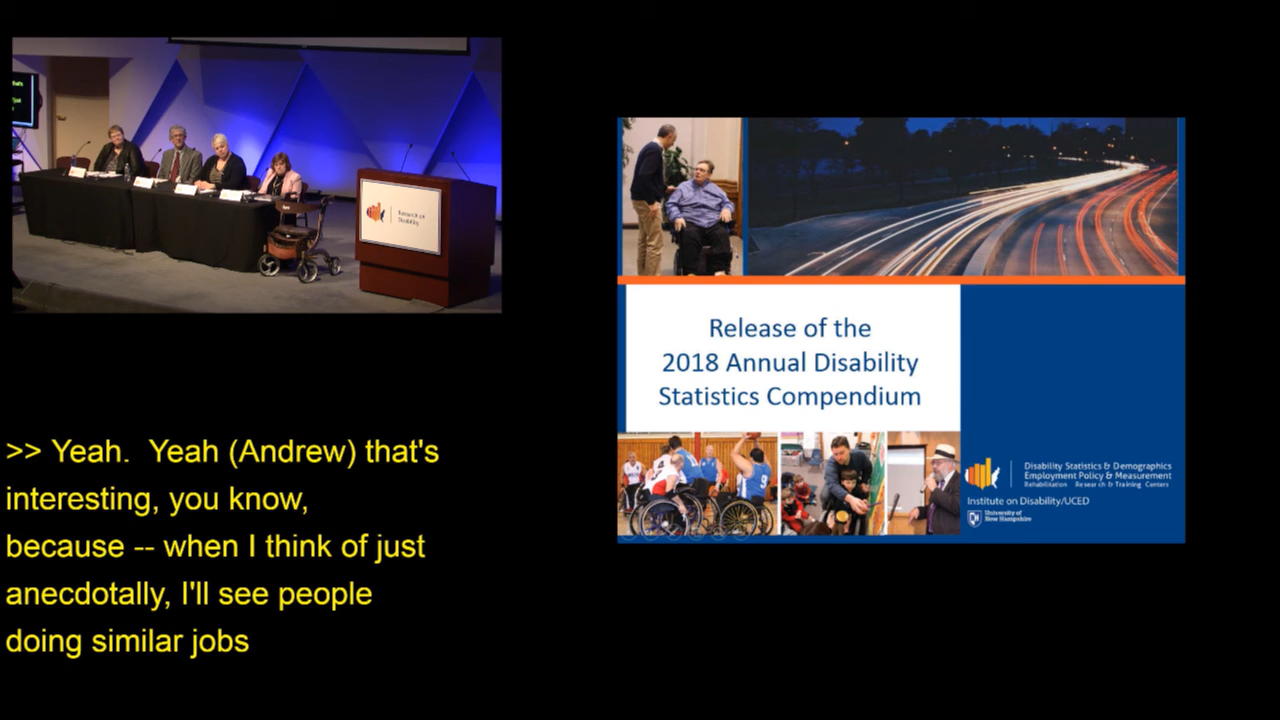 Research on
Disability
Release of the
2018 Annual Disability
Statistics Compendium
9
Disability Statistics & Demographics
Employment Policy & Measurement
Rehabilitation Research & Training Centers
Institute on Disability/UCED
University of
New Hampshire
>> Yeah.  Yeah (Andrew) that's
interesting, you know,
because -- when I think of just
anecdotally, I'll see people
doing similar jobs